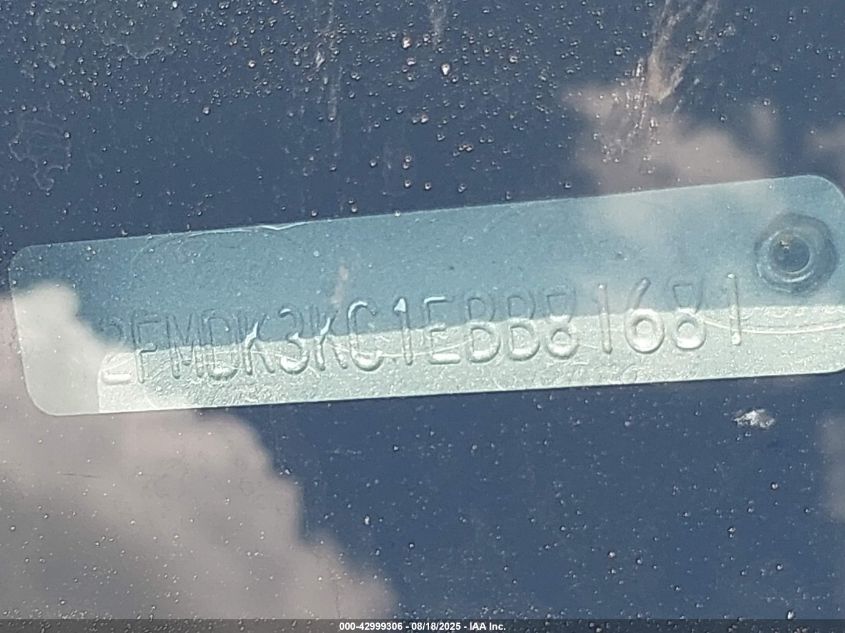 2FMDK3KC1EBB81681
000-42999306 - 08/18/2025 - IAA Inc.